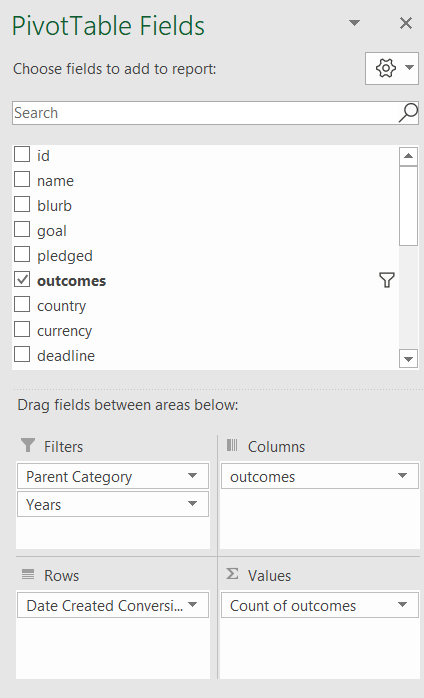 PivotTable Fields
Choose fields to add to report:
Search
id
name
blurb
goal
pledged
outcomes
country
currency
deadline
Drag fields between areas below:
Filters
Parent Category
Years
Columns
outcomes
Rows
Date Created Conversi...
Values
Count of outcomes